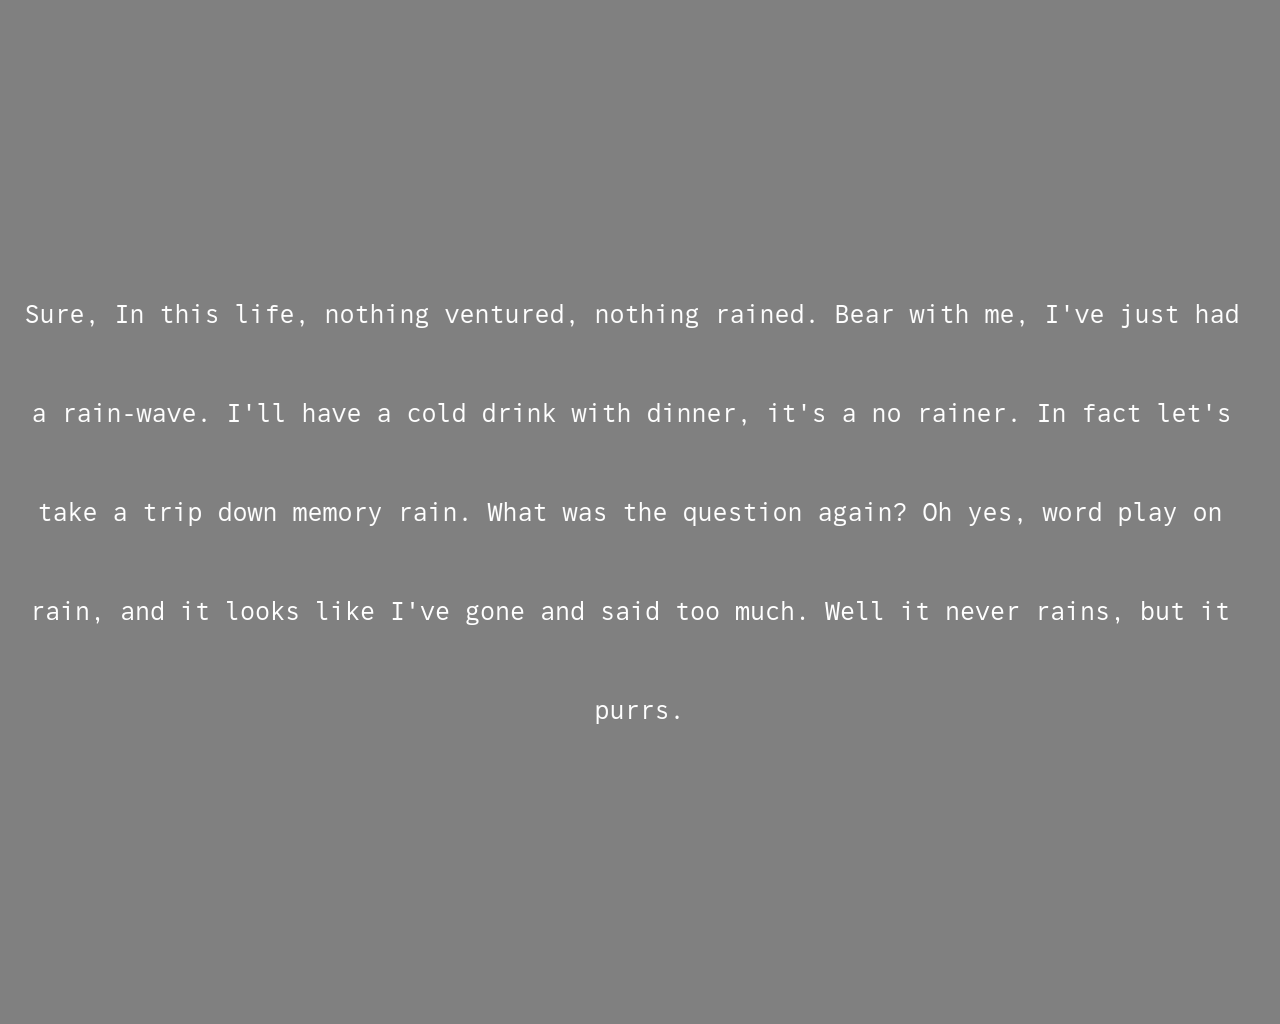 Sure, In this life, nothing ventured, nothing rained. Bear with me, I've just had
a rain-wave. I'll have a cold drink with dinner, it's a no rainer. In fact let's
take a trip down memory rain. What was the question again? Oh yes, word play on
rain, and it looks like I've gone and said too much. Well it never rains, but it
purrs.